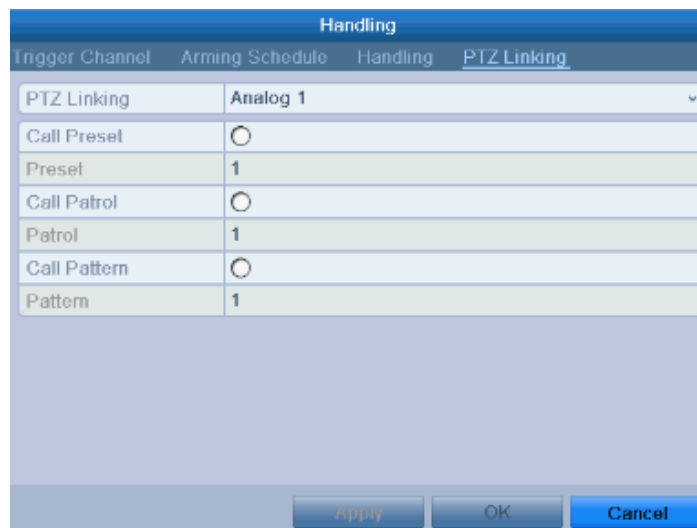 Handling
Trigger Channel Arming Schedule Handling PTZ Linking
PTZ Linking Analog 1
Call Preset
Preset 1
Call Patrol
Patrol 1
Call Pattern
Pattern 1
Apply OK Cancel